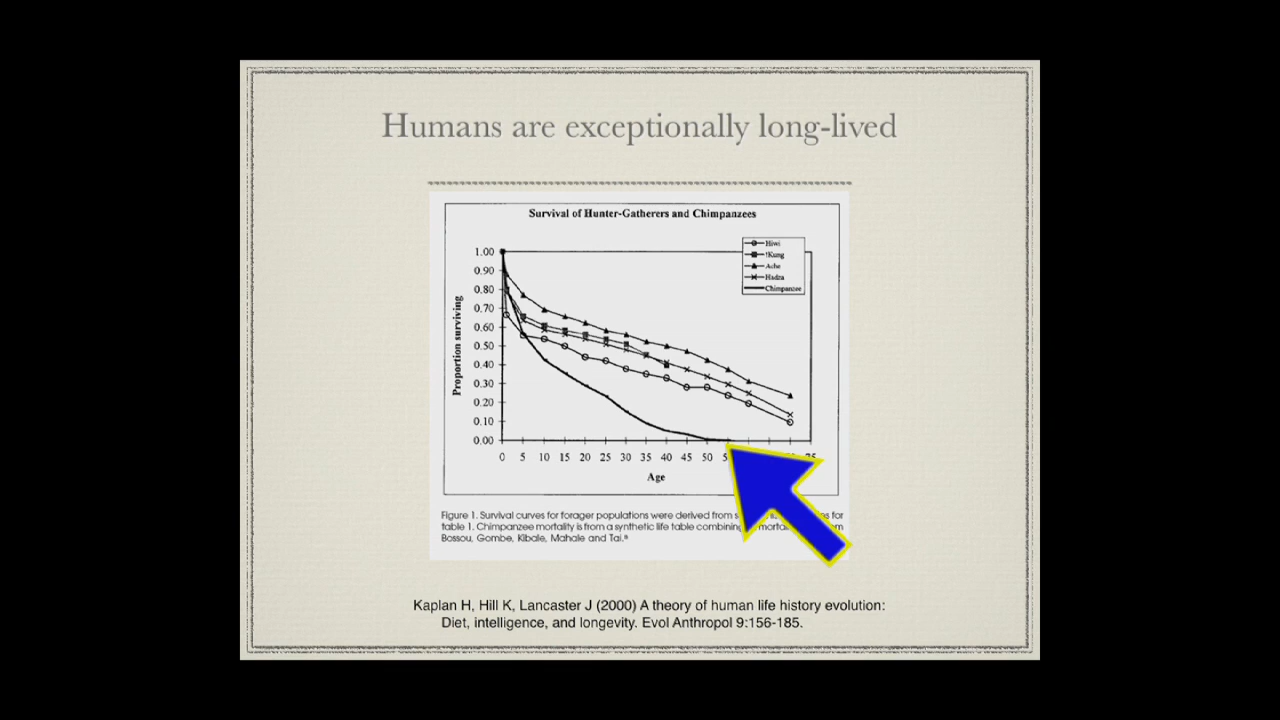 Humans are exceptionally long-lived
Survival of Hunter-Gatherers and Chimpanzees
Hiwi
!Kung
Ache
Hadza
Chimpanzee
Proportion surviving
1.00
0.90
0.80
0.70
0.60
0.50
0.40
0.30
0.20
0.10
0.00
0 5 10 15 20 25 30 35 40 45 50 75
Age
Figure 1. Survival curves for forager populations were derived from for
table 1. Chimpanzee mortality is from a synthetic life table combining
Bossou, Gombe, Kibale, Mahale and Tai.⁸
Kaplan H, Hill K, Lancaster J (2000) A theory of human life history evolution:
Diet, intelligence, and longevity. Evol Anthropol 9:156-185.